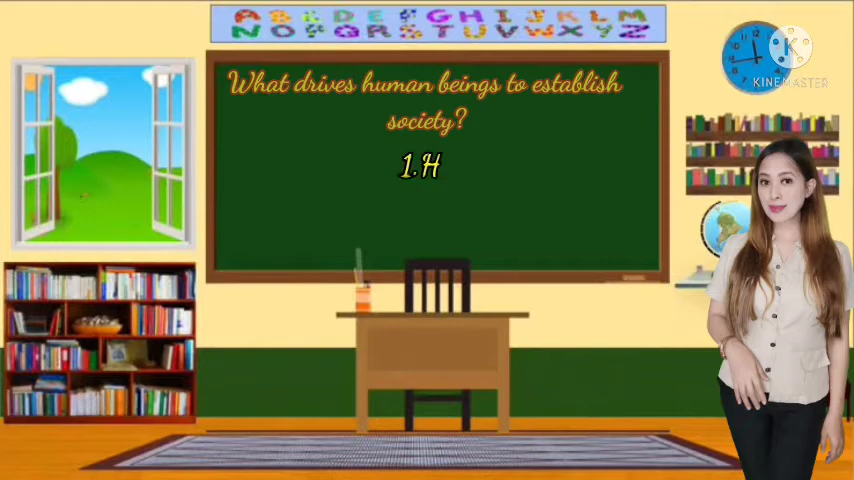 A B C D E F G H I J K L M
N O P Q R S T U V W X Y Z
K
KINEMASTER
What drives human beings to establish
society?
1. H